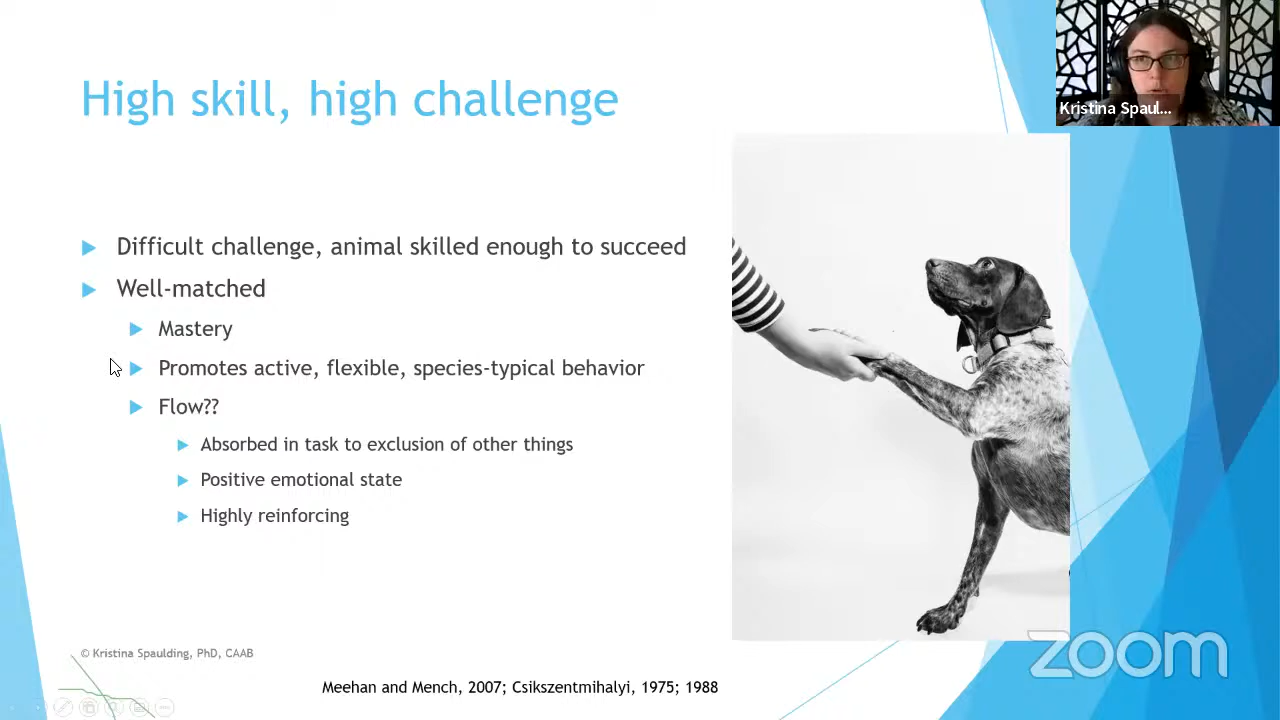 High skill, high challenge
Kristina Spaul...
Difficult challenge, animal skilled enough to succeed
Well-matched
Mastery
Promotes active, flexible, species-typical behavior
Flow??
Absorbed in task to exclusion of other things
Positive emotional state
Highly reinforcing
© Kristina Spaulding, PhD, CAAB
Meehan and Mench, 2007; Csikszentmihalyi, 1975; 1988
zoom